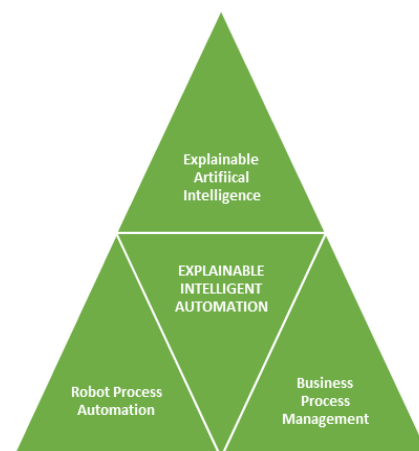 Explainable
Artifiical
Intelligence
EXPLAINABLE
INTELLIGENT
AUTOMATION
Robot Process
Automation
Business
Process
Management